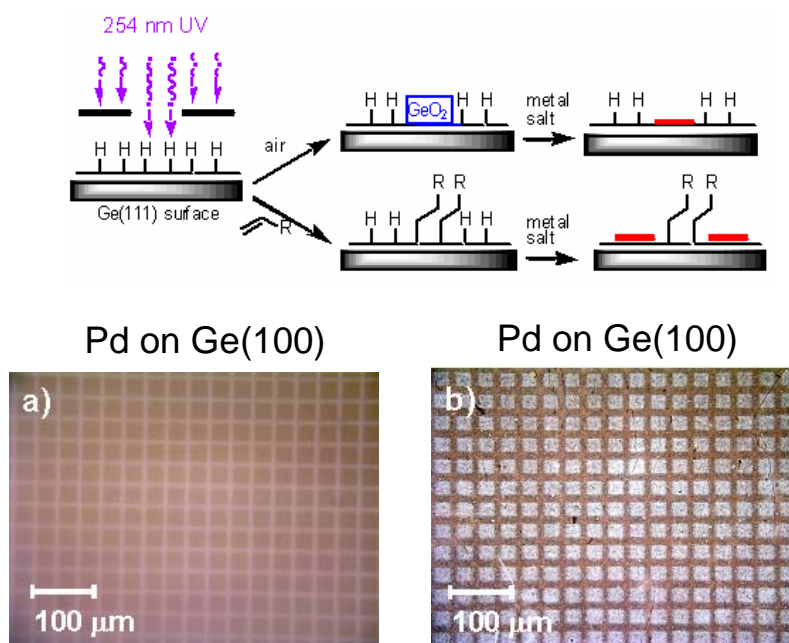 254 nm UV
H H H H H H
Ge(111) surface
air
R
H H GeO2 H H
metal
salt
H H H H
R R
H H H H
metal
salt
R R
Pd on Ge(100)
Pd on Ge(100)
a)
100 μm
b)
100 μm